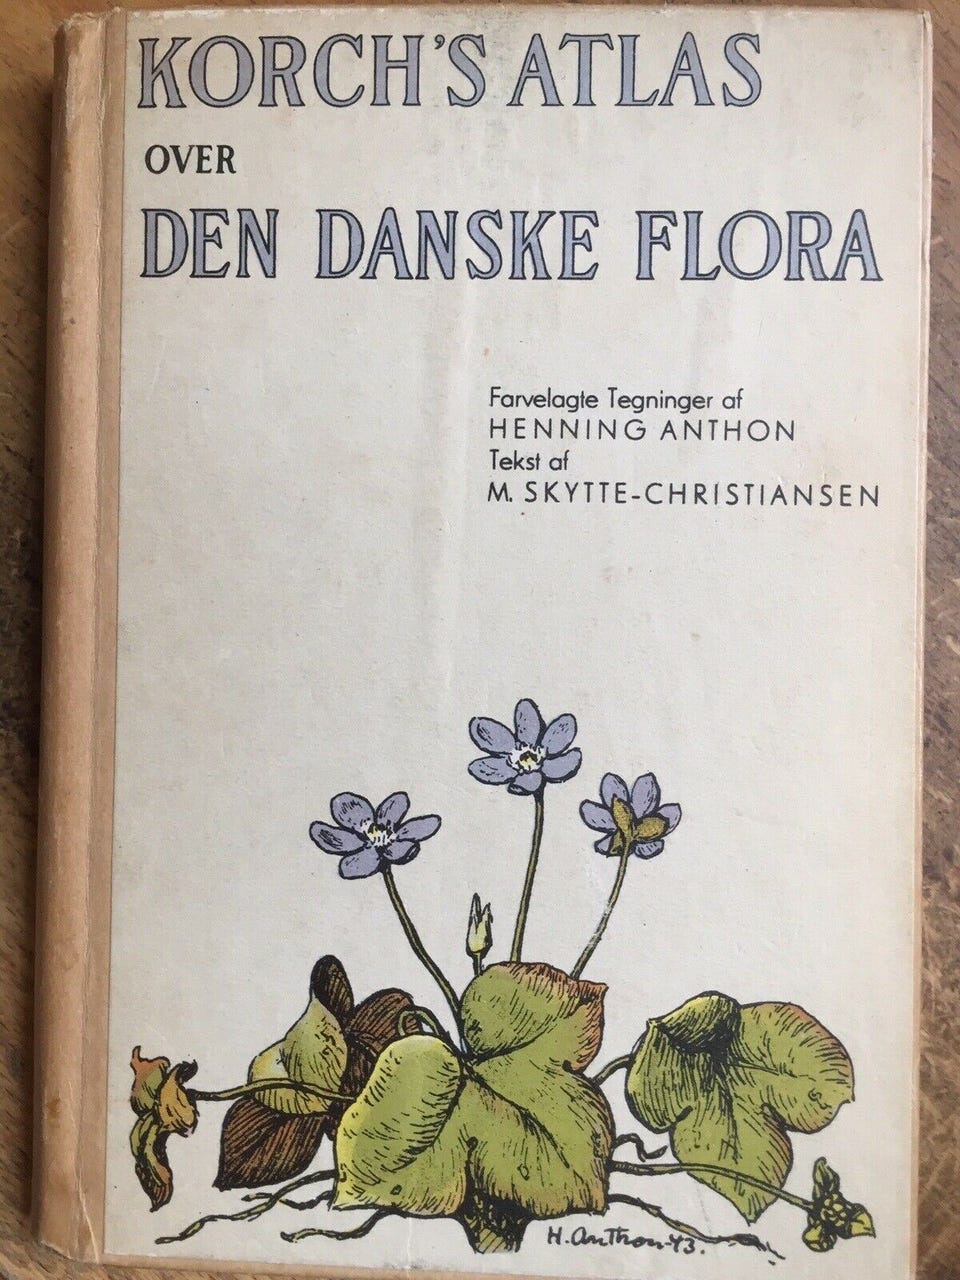 KORCH'S ATLAS
OVER
DEN DANSKE FLORA
Farvelagte Tegninger af
HENNING ANTHON
Tekst af
M. SKYTTE-CHRISTIANSEN
H. Anthon-43.